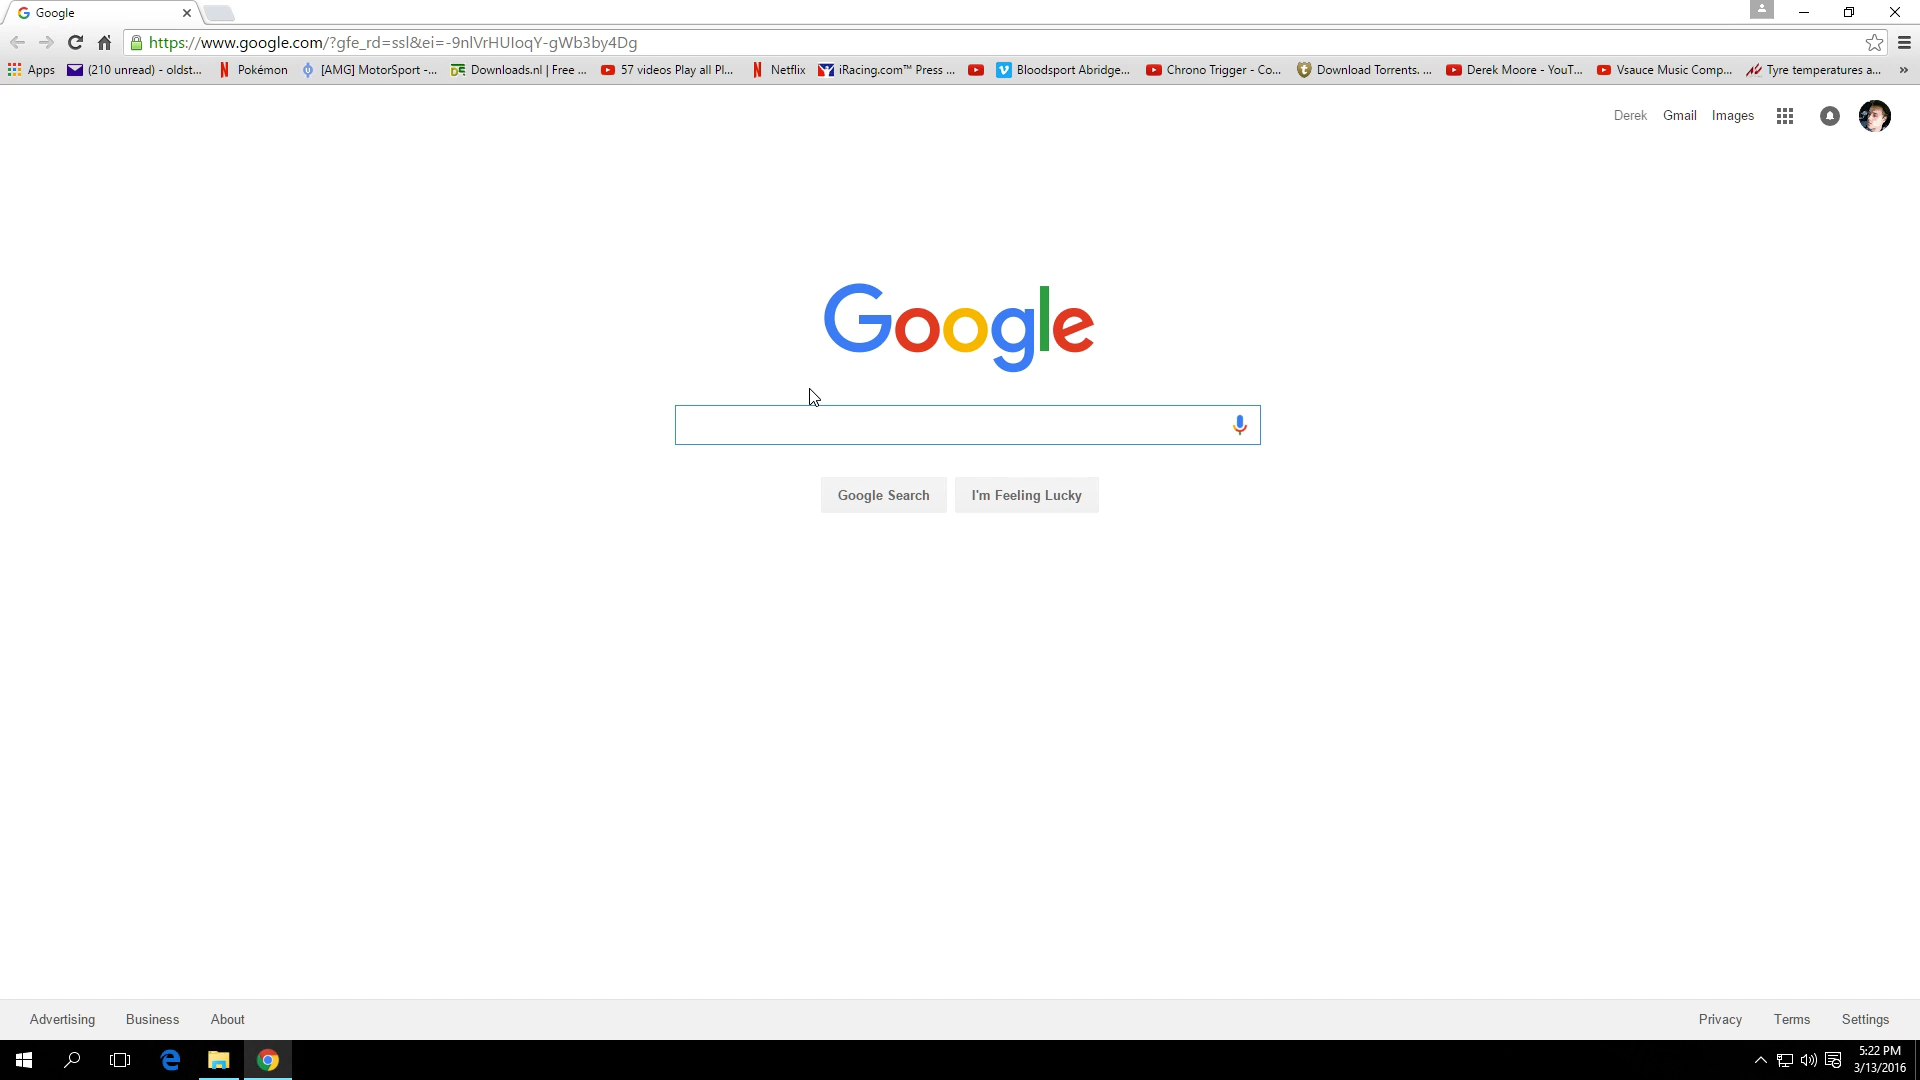 Google
https://www.google.com/?gfe_rd=ssl&ei=-9nlVrHUIoqY-gWb3by4Dg
Apps (210 unread) - oldst... Pokémon [AMG] MotorSport -... Downloads.nl | Free ... 57 videos Play all Pl... Netflix iRacing.com™ Press ... Bloodsport Abridge... Chrono Trigger - Co... Download Torrents. ... Derek Moore - YouT... Vsauce Music Comp... Tyre temperatures a... »
Derek Gmail Images
Google
Google Search I'm Feeling Lucky
Advertising Business About Privacy Terms Settings
5:22 PM
3/13/2016